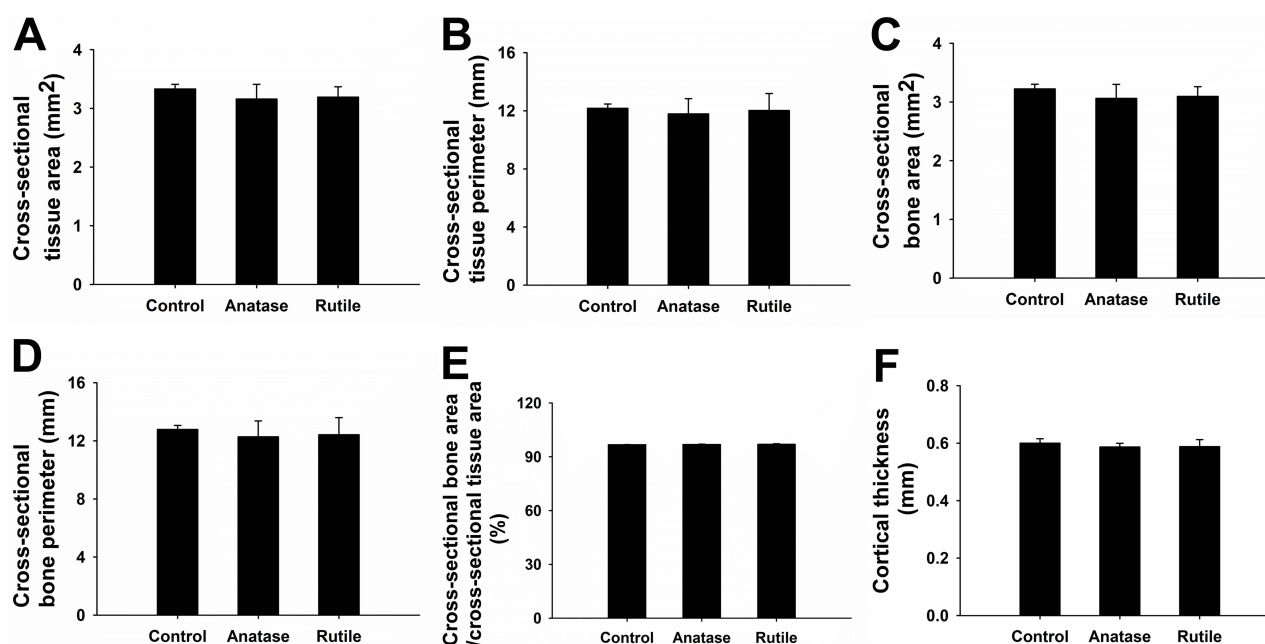 A
Cross-sectional
tissue area (mm2)
4
3
2
1
0
Control Anatase Rutile
B
Cross-sectional
tissue perimeter (mm)
16
12
8
4
0
Control Anatase Rutile
C
Cross-sectional
bone area (mm2)
4
3
2
1
0
Control Anatase Rutile
D
Cross-sectional
bone perimeter (mm)
16
12
8
4
0
Control Anatase Rutile
E
Cross-sectional bone area
/cross-sectional tissue area
(%)
120
90
60
30
0
Control Anatase Rutile
F
Cortical thickness
(mm)
0.8
0.6
0.4
0.2
0.0
Control Anatase Rutile